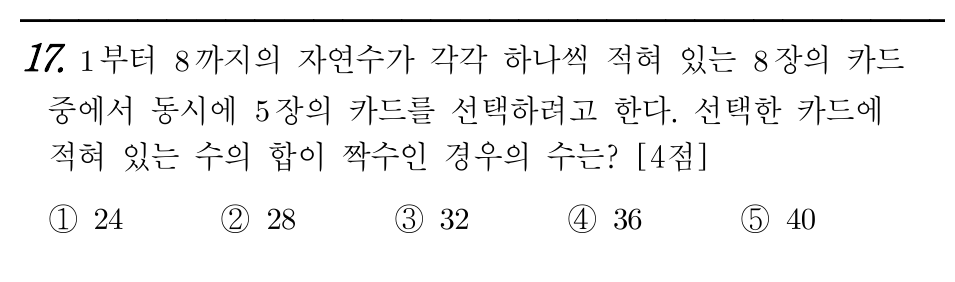 17. 1부터 8까지의 자연수가 각각 하나씩 적혀 있는 8장의 카드
중에서 동시에 5장의 카드를 선택하려고 한다. 선택한 카드에
적혀 있는 수의 합이 짝수인 경우의 수는? [4점]
① 24 ② 28 ③ 32 ④ 36 ⑤ 40